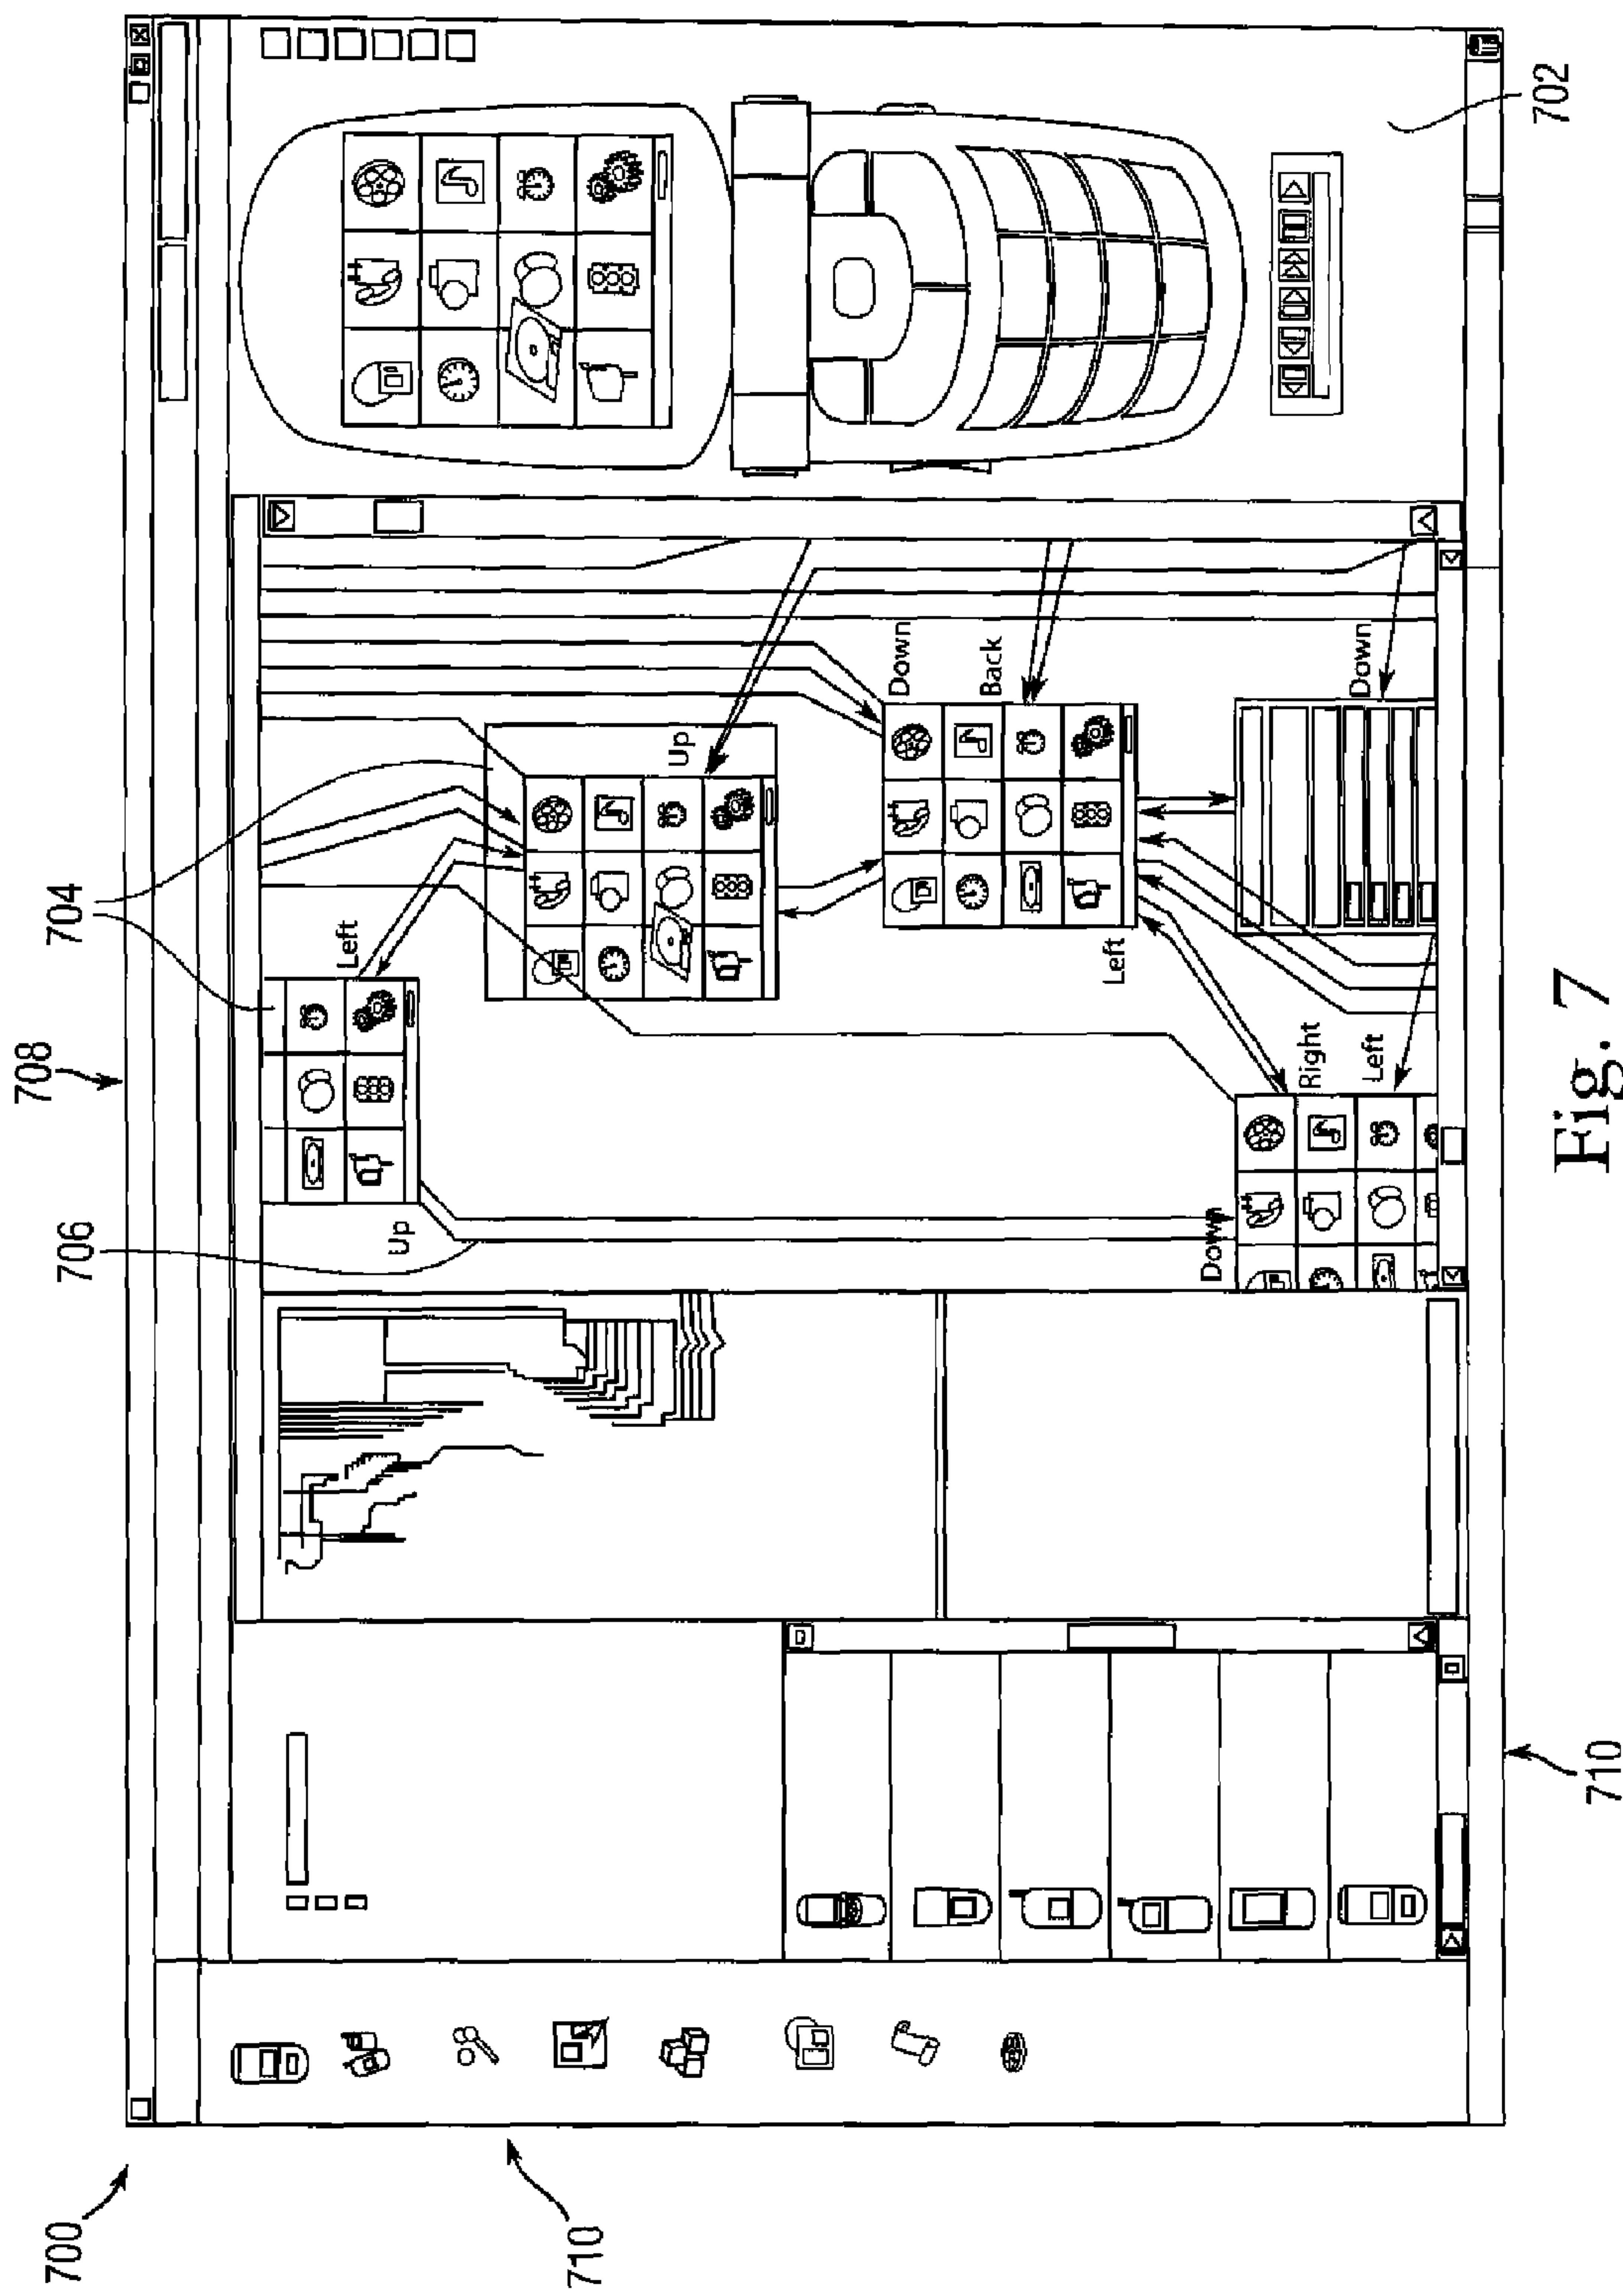 708
700
704
706
Left
Up
710
Up
Down
Back
Left
Down
Right
Down
Left
702
Fig. 7
710